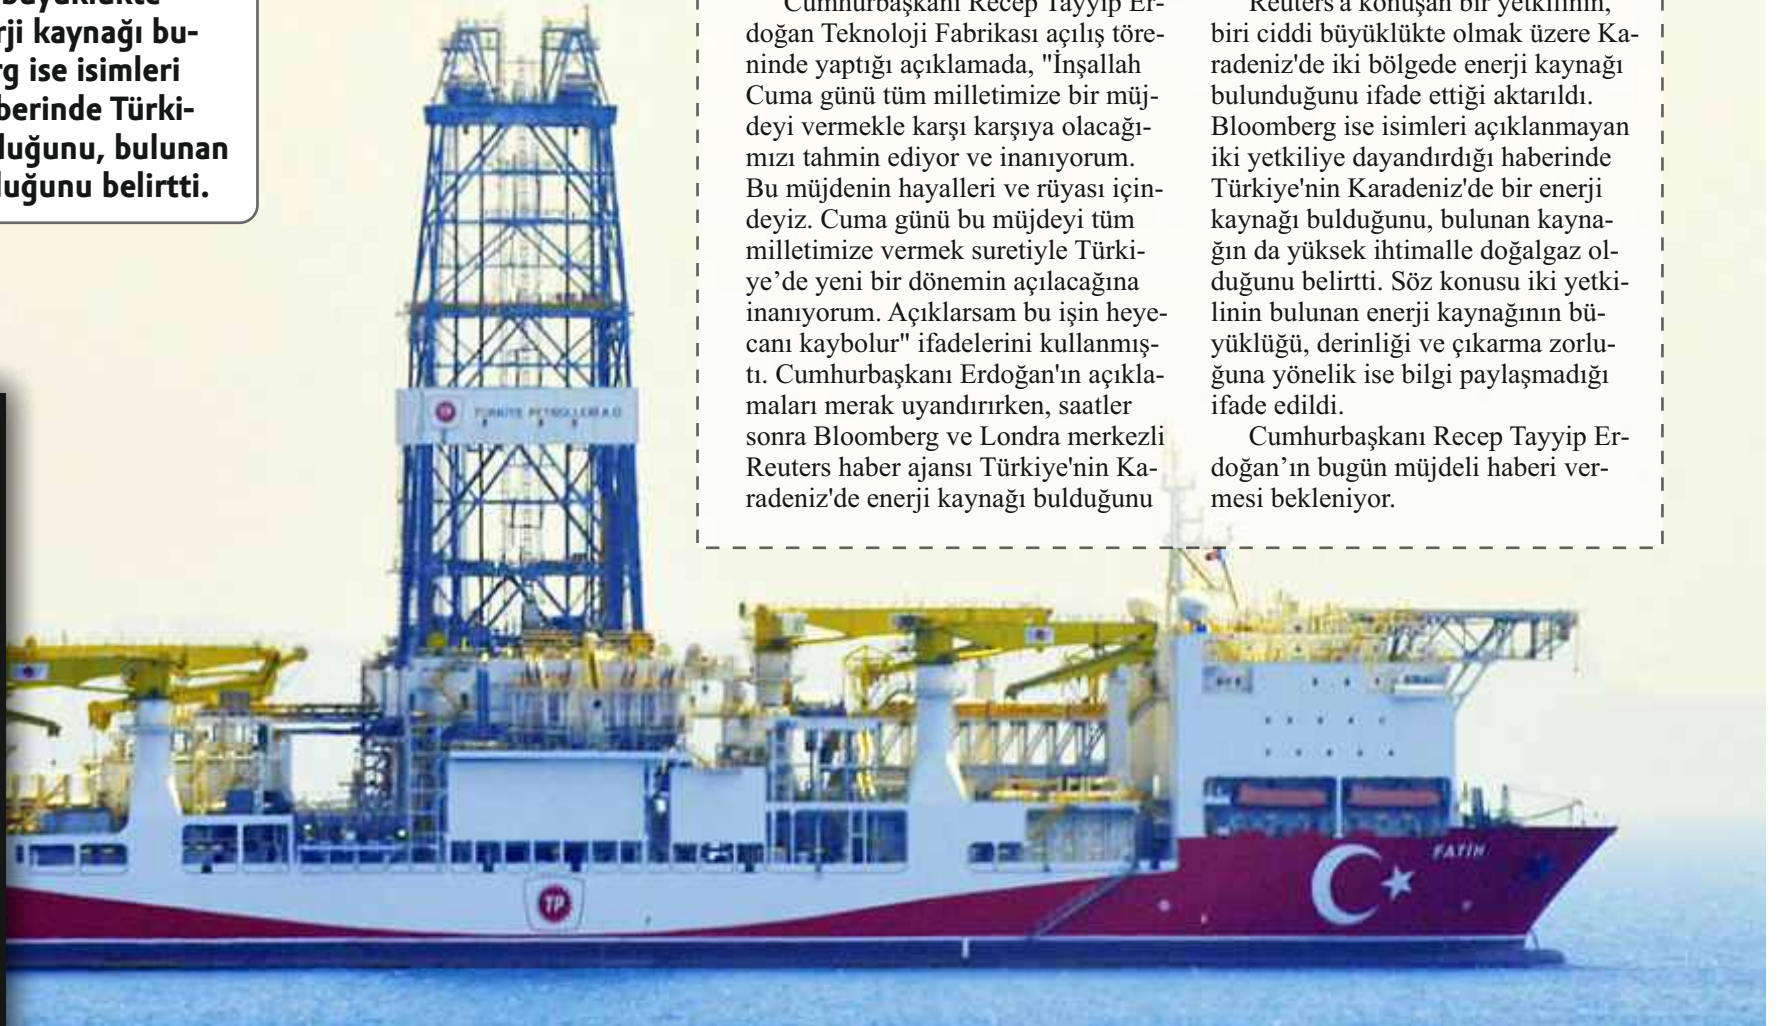 büyüklükte
rji kaynağı bu-
rg ise isimleri
berinde Türki-
duğunu, bulunan
duğunu belirtti.
Cumhurbaşkanı Recep Tayyip Er-
doğan Teknoloji Fabrikası açılış töre-
ninde yaptığı açıklamada, "İnşallah
Cuma günü tüm milletimize bir müj-
deyi vermekle karşı karşıya olacağı-
mızı tahmin ediyor ve inanıyorum.
Bu müjdenin hayalleri ve rüyası için-
deyiz. Cuma günü bu müjdeyi tüm
milletimize vermek suretiyle Türki-
ye’de yeni bir dönemin açılacağına
inanıyorum. Açıklarsam bu işin heye-
canı kaybolur" ifadelerini kullanmış-
tı. Cumhurbaşkanı Erdoğan'ın açıkla-
maları merak uyandırırken, saatler
sonra Bloomberg ve Londra merkezli
Reuters haber ajansı Türkiye'nin Ka-
radeniz'de enerji kaynağı bulduğunu
Reuters'a konuşan bir yetkilinin,
biri ciddi büyüklükte olmak üzere Ka-
radeniz'de iki bölgede enerji kaynağı
bulunduğunu ifade ettiği aktarıldı.
Bloomberg ise isimleri açıklanmayan
iki yetkiliye dayandırdığı haberinde
Türkiye'nin Karadeniz'de bir enerji
kaynağı bulduğunu, bulunan kayna-
ğın da yüksek ihtimalle doğalgaz ol-
duğunu belirtti. Söz konusu iki yetki-
linin bulunan enerji kaynağının bü-
yüklüğü, derinliği ve çıkarma zorlu-
ğuna yönelik ise bilgi paylaşmadığı
ifade edildi.
Cumhurbaşkanı Recep Tayyip Er-
doğan’ın bugün müjdeli haberi ver-
mesi bekleniyor.
TÜRKİYE PETROLLERİ A.O.
FATİH
TP